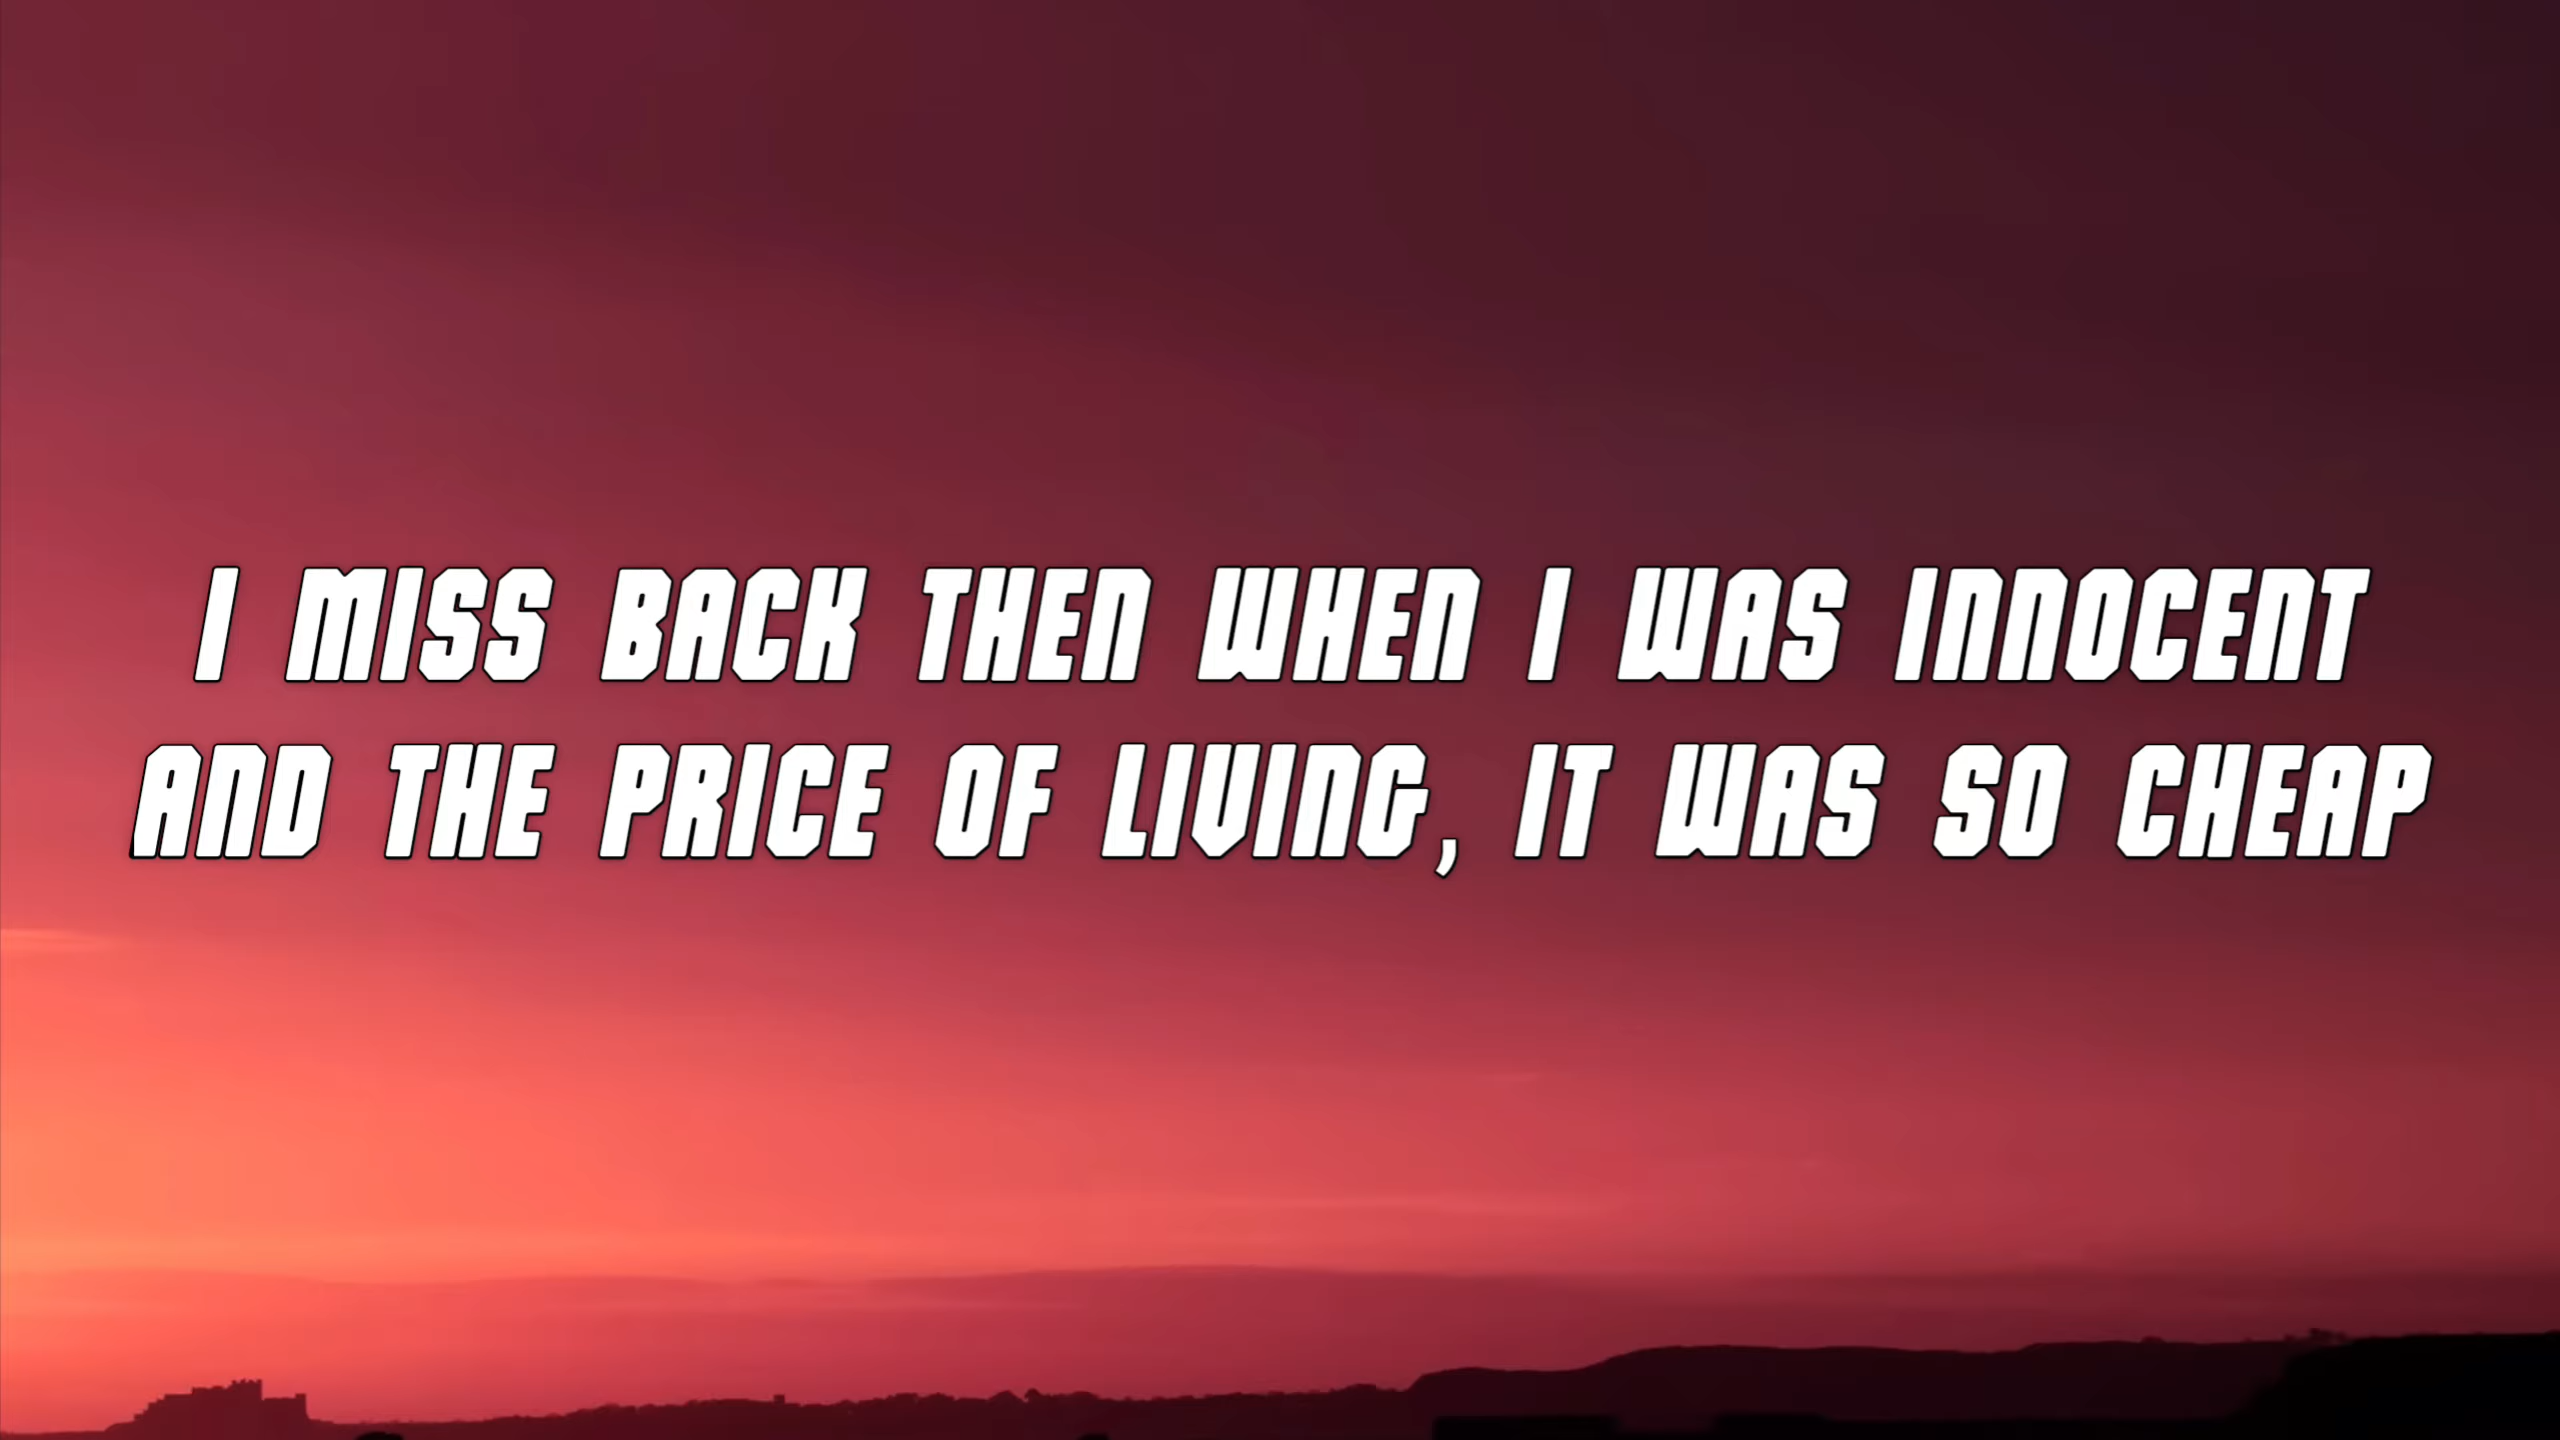 I MISS BACK THEN WHEN I WAS INNOCENT
AND THE PRICE OF LIVING, IT WAS SO CHEAP